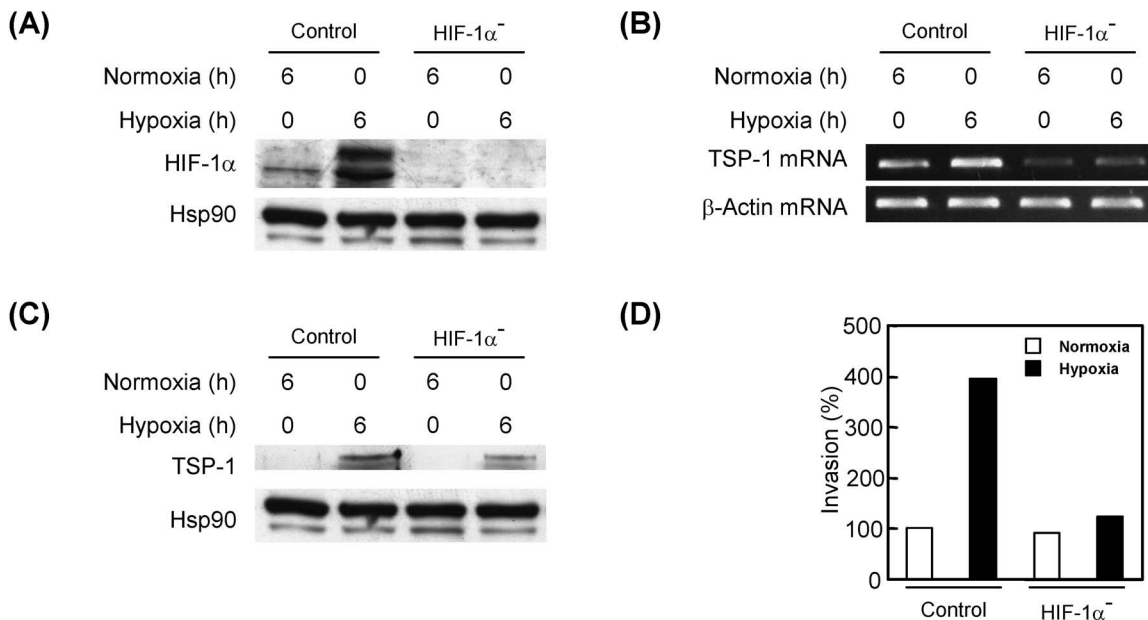 (A)
Control HIF-1α⁻
Normoxia (h) 6 0 6 0
Hypoxia (h) 0 6 0 6
HIF-1α
Hsp90
(B)
Control HIF-1α⁻
Normoxia (h) 6 0 6 0
Hypoxia (h) 0 6 0 6
TSP-1 mRNA
β-Actin mRNA
(C)
Control HIF-1α⁻
Normoxia (h) 6 0 6 0
Hypoxia (h) 0 6 0 6
TSP-1
Hsp90
(D)
Invasion (%)
500
400
300
200
100
0
Normoxia
Hypoxia
Control HIF-1α⁻